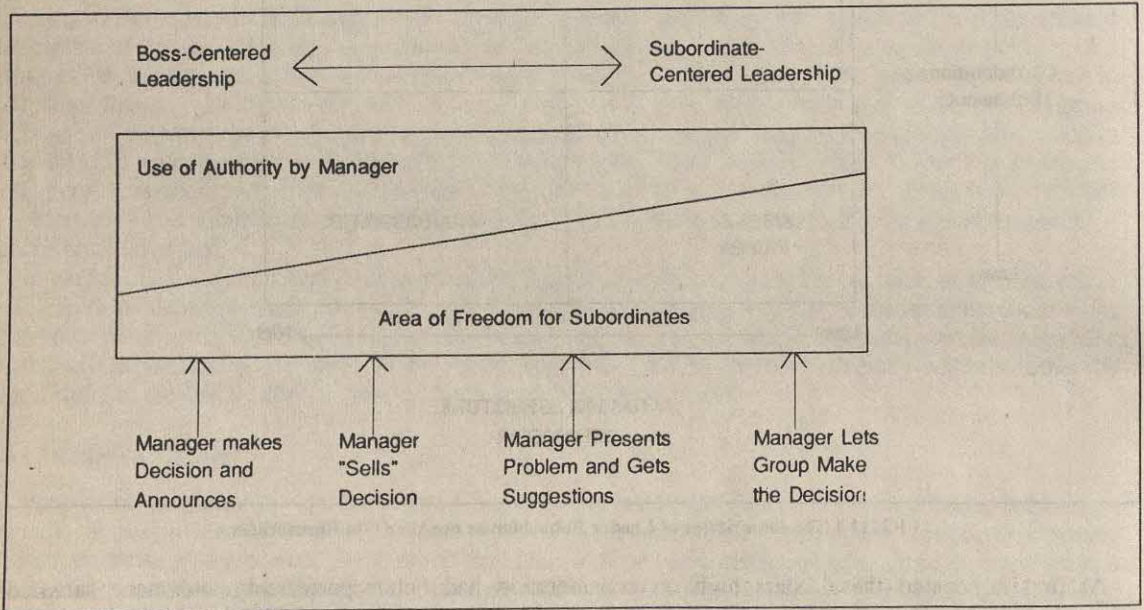 Boss-Centered
Leadership
Subordinate-
Centered Leadership
Use of Authority by Manager
Area of Freedom for Subordinates
Manager makes
Decision and
Announces
Manager
"Sells"
Decision
Manager Presents
Problem and Gets
Suggestions
Manager Lets
Group Make
the Decision